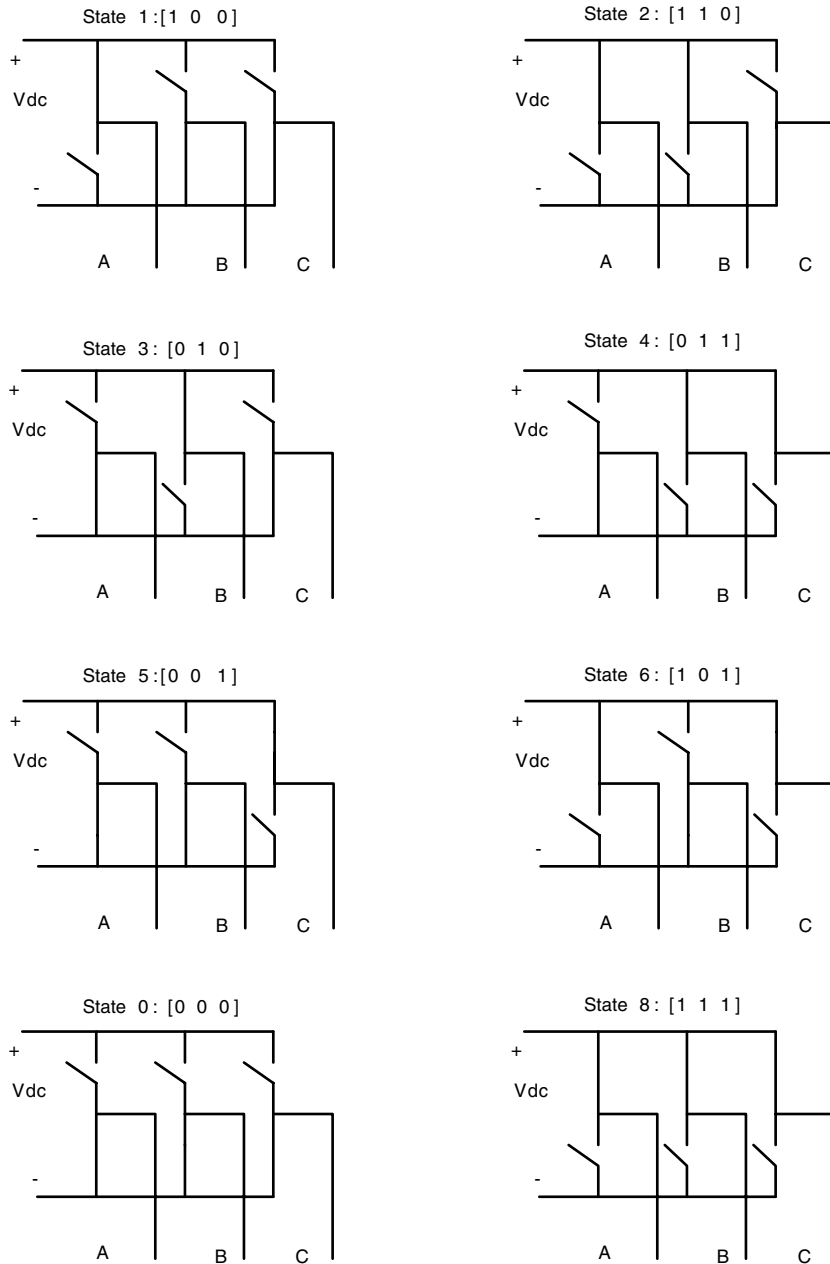 State 1:[1 0 0]
+
Vdc
-
A B C
State 2: [1 1 0]
+
Vdc
-
A B C
State 3: [0 1 0]
+
Vdc
-
A B C
State 4: [0 1 1]
+
Vdc
-
A B C
State 5:[0 0 1]
+
Vdc
-
A B C
State 6: [1 0 1]
+
Vdc
-
A B C
State 0: [0 0 0]
+
Vdc
-
A B C
State 8: [1 1 1]
+
Vdc
-
A B C